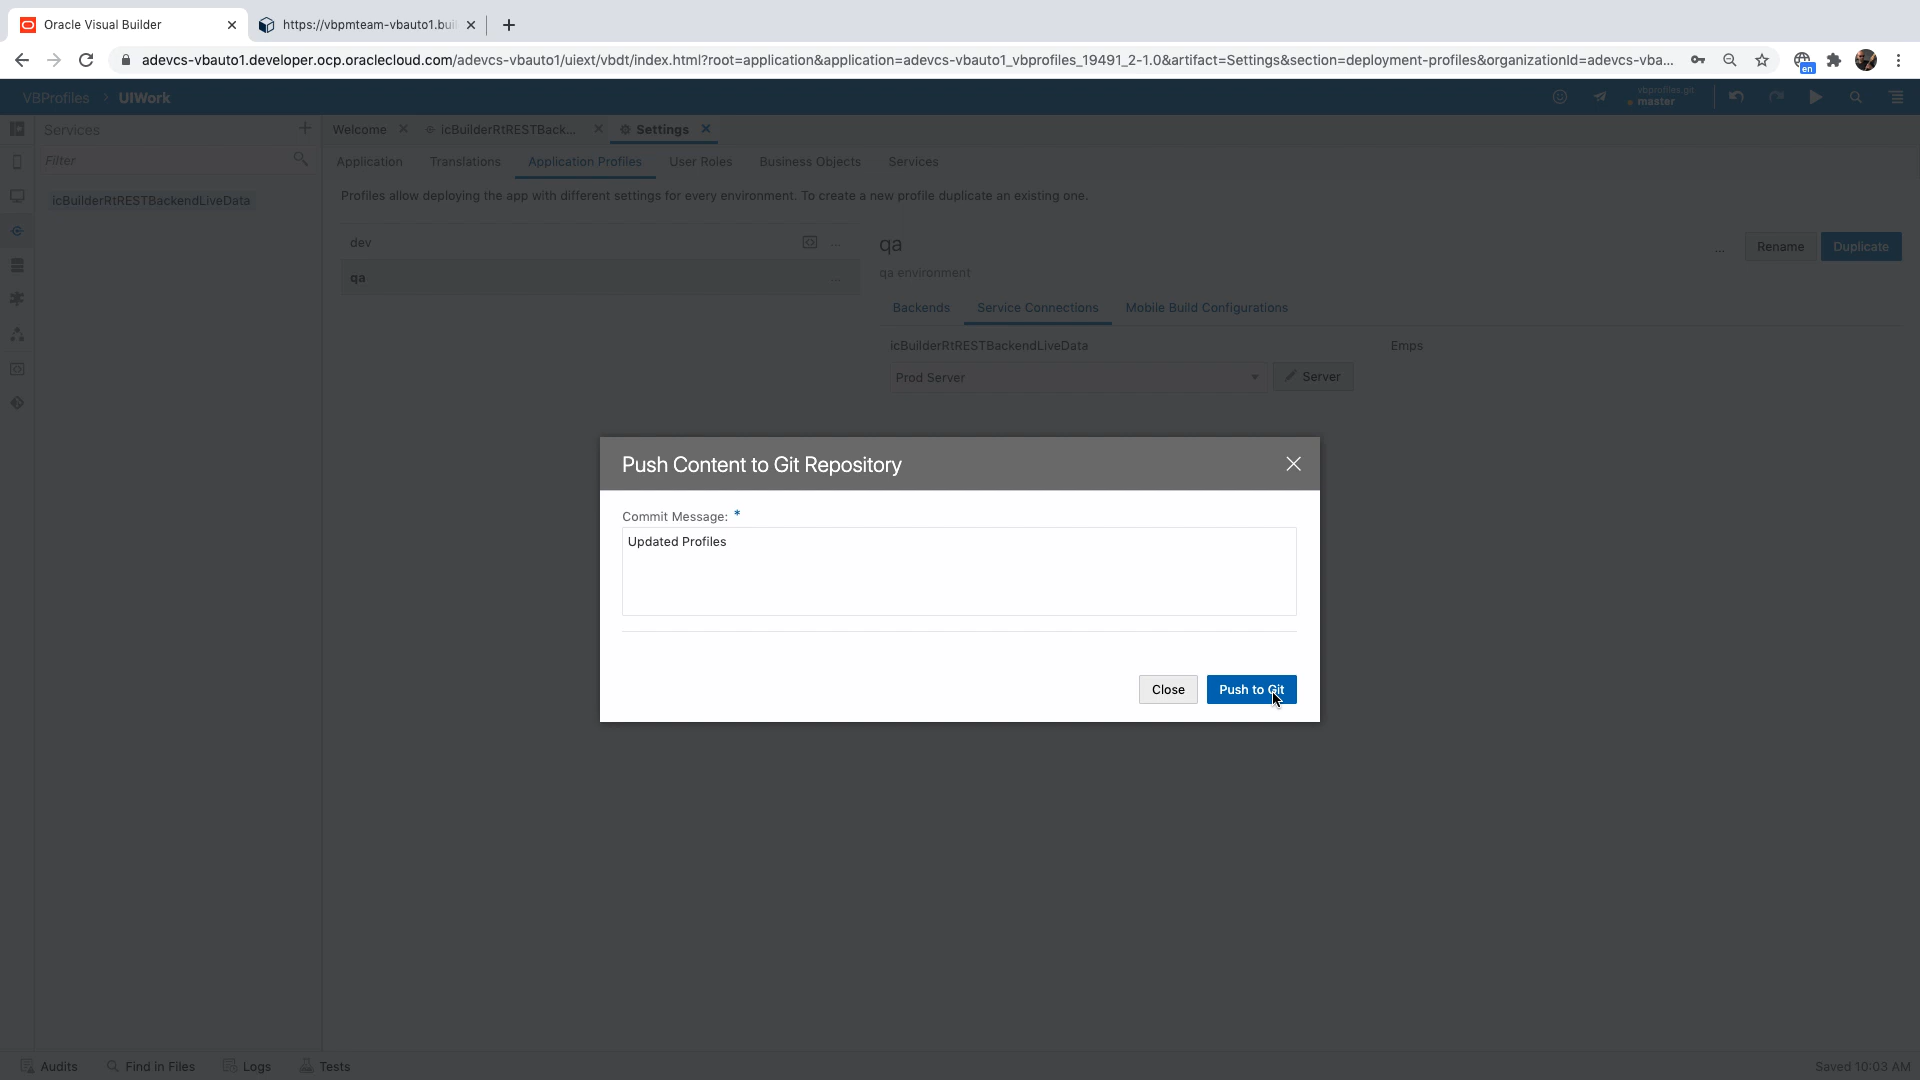 Oracle Visual Builder
https://vbpmteam-vbauto1.buil
adevcs-vbauto1.developer.ocp.oraclecloud.com/adevcs-vbauto1/uiext/vbdt/index.html?root=application&application=adevcs-vbauto1_vbprofiles_19491_2-1.0&artifact=Settings&section=deployment-profiles&organizationId=adevcs-vba...
en
VBProfiles > UIWork
vbprofiles.git
master
Services
Welcome
icBuilderRtRESTBack...
Settings
Filter
Application
Translations
Application Profiles
User Roles
Business Objects
Services
icBuilderRtRESTBackendLiveData
Profiles allow deploying the app with different settings for every environment. To create a new profile duplicate an existing one.
dev
...
qa
...
qa
...
Rename
Duplicate
qa environment
Backends
Service Connections
Mobile Build Configurations
icBuilderRtRESTBackendLiveData
Emps
Prod Server
Server
Push Content to Git Repository
Commit Message: *
Updated Profiles
Close
Push to Git
Audits
Find in Files
Logs
Tests
Saved 10:03 AM